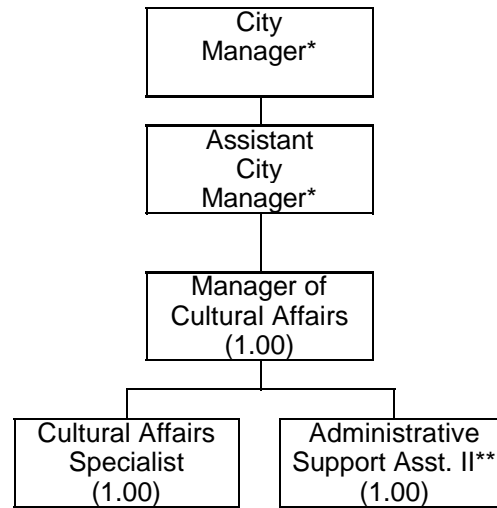 City
Manager*
Assistant
City
Manager*
Manager of
Cultural Affairs
(1.00)
Cultural Affairs
Specialist
(1.00)
Administrative
Support Asst. II**
(1.00)